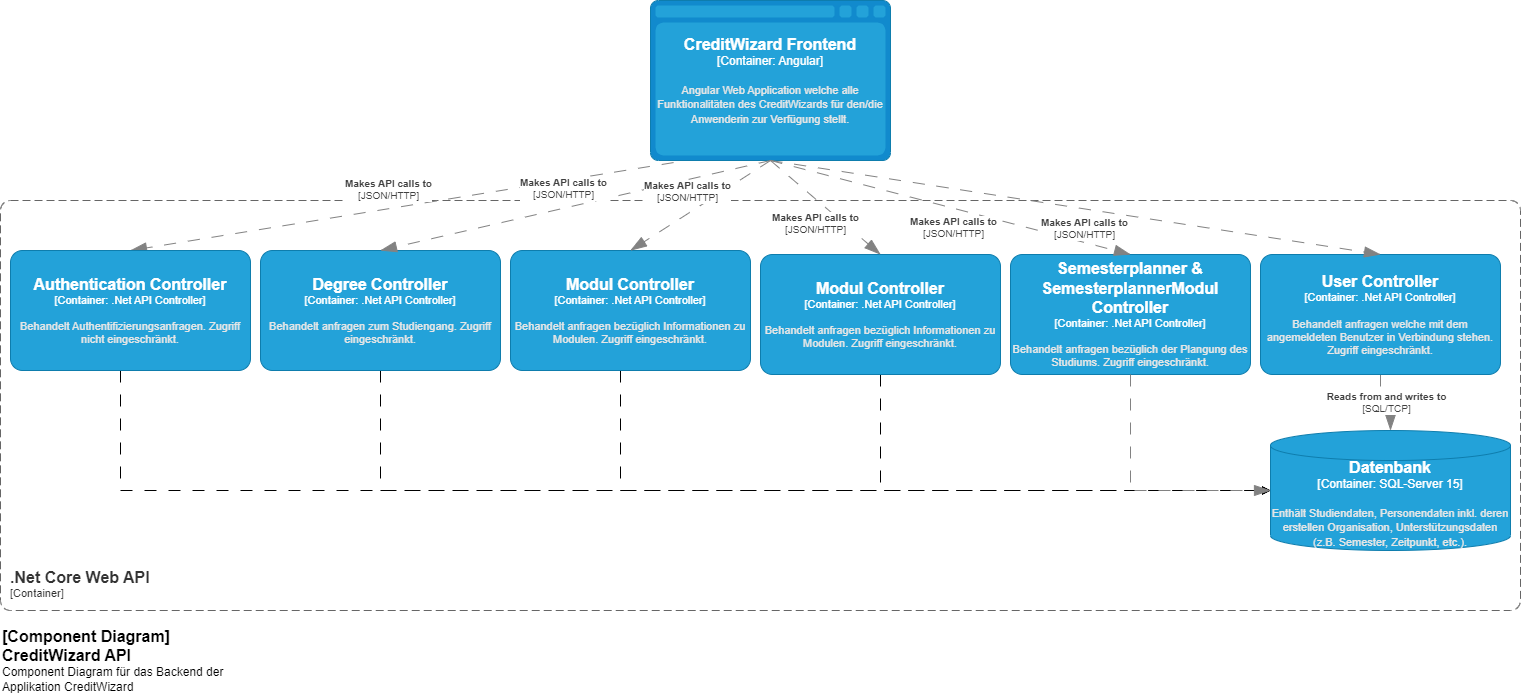 CreditWizard Frontend
[Container: Angular]
Angular Web Application welche alle
Funktionalitäten des CreditWizards für den/die
Anwenderin zur Verfügung stellt.
Makes API calls to
[JSON/HTTP]
Makes API calls to
[JSON/HTTP]
Makes API calls to
[JSON/HTTP]
Makes API calls to
[JSON/HTTP]
Makes API calls to
[JSON/HTTP]
Makes API calls to
[JSON/HTTP]
Authentication Controller
[Container: .Net API Controller]
Behandelt Authentifizierungsanfragen. Zugriff
nicht eingeschränkt.
Degree Controller
[Container: .Net API Controller]
Behandelt anfragen zum Studiengang. Zugriff
eingeschränkt.
Modul Controller
[Container: .Net API Controller]
Behandelt anfragen bezüglich Informationen zu
Modulen. Zugriff eingeschränkt.
Modul Controller
[Container: .Net API Controller]
Behandelt anfragen bezüglich Informationen zu
Modulen. Zugriff eingeschränkt.
Semesterplanner &
SemesterplannerModul
Controller
[Container: .Net API Controller]
Behandelt anfragen bezüglich der Plangung des
Studiums. Zugriff eingeschränkt.
User Controller
[Container: .Net API Controller]
Behandelt anfragen welche mit dem
angemeldeten Benutzer in Verbindung stehen.
Zugriff eingeschränkt.
Reads from and writes to
[SQL/TCP]
Datenbank
[Container: SQL-Server 15]
Enthält Studiendaten, Personendaten inkl. deren
erstellen Organisation, Unterstützungsdaten
(z.B. Semester, Zeitpunkt, etc.).
.Net Core Web API
[Container]
[Component Diagram]
CreditWizard API
Component Diagram für das Backend der
Applikation CreditWizard